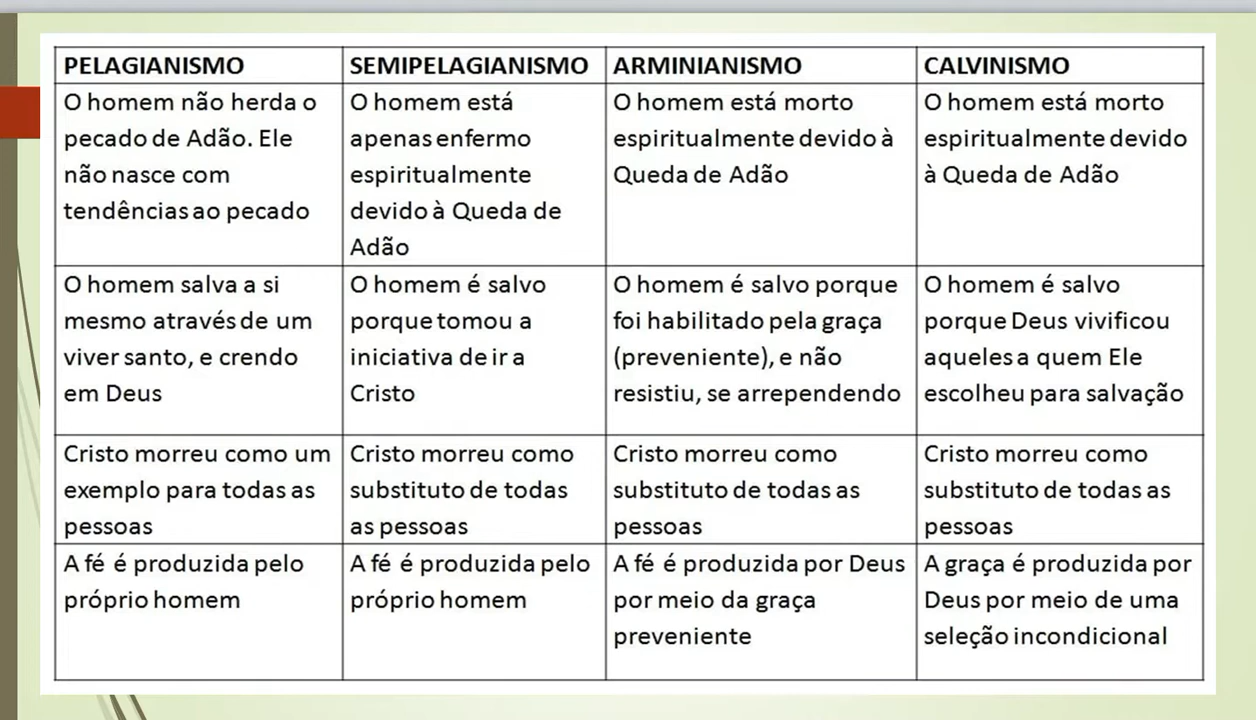 PELAGIANISMO
SEMIPELAGIANISMO
ARMINIANISMO
CALVINISMO
O homem não herda o
pecado de Adão. Ele
não nasce com
tendências ao pecado
O homem está
apenas enfermo
espiritualmente
devido à Queda de
Adão
O homem está morto
espiritualmente devido à
Queda de Adão
O homem está morto
espiritualmente devido
à Queda de Adão
O homem salva a si
mesmo através de um
viver santo, e crendo
em Deus
O homem é salvo
porque tomou a
iniciativa de ir a
Cristo
O homem é salvo porque
foi habilitado pela graça
(preveniente), e não
resistiu, se arrependendo
O homem é salvo
porque Deus vivificou
aqueles a quem Ele
escolheu para salvação
Cristo morreu como um
exemplo para todas as
pessoas
Cristo morreu como
substituto de todas
as pessoas
Cristo morreu como
substituto de todas as
pessoas
Cristo morreu como
substituto de todas as
pessoas
A fé é produzida pelo
próprio homem
A fé é produzida pelo
próprio homem
A fé é produzida por Deus
por meio da graça
preveniente
A graça é produzida por
Deus por meio de uma
seleção incondicional